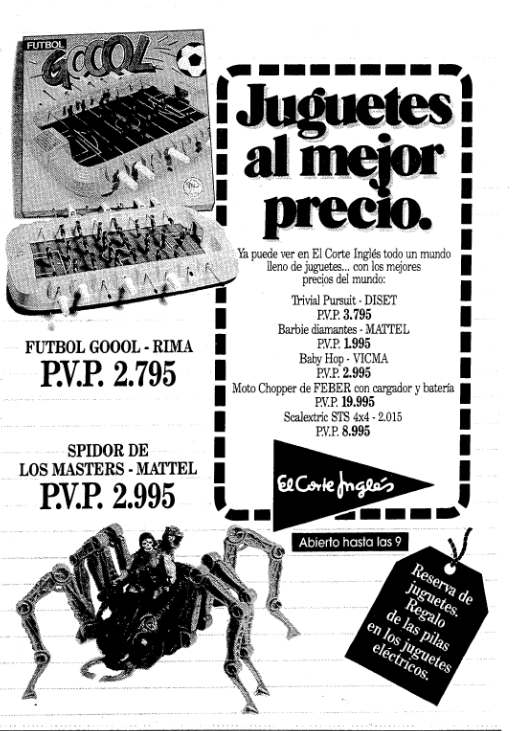 FUTBOL
GOOOL
Juguetes
al mejor
precio.
Ya puede ver en El Corte Inglés todo un mundo
lleno de juguetes... con los mejores
precios del mundo:
Trivial Pursuit - DISET
P.V.P. 3.795
Barbie diamantes - MATTEL
P.V.P. 1.995
Baby Hop - VICMA
P.V.P. 2.995
Moto Chopper de FEBER con cargador y batería
P.V.P. 19.995
Scalextric STS 4x4 - 2.015
P.V.P. 8.995
El Corte Inglés
Abierto hasta las 9
FUTBOL GOOOL - RIMA
P.V.P. 2.795
SPIDOR DE
LOS MASTERS - MATTEL
P.V.P. 2.995
Reserva de
juguetes.
Regalo
de las pilas
en los juguetes
eléctricos.